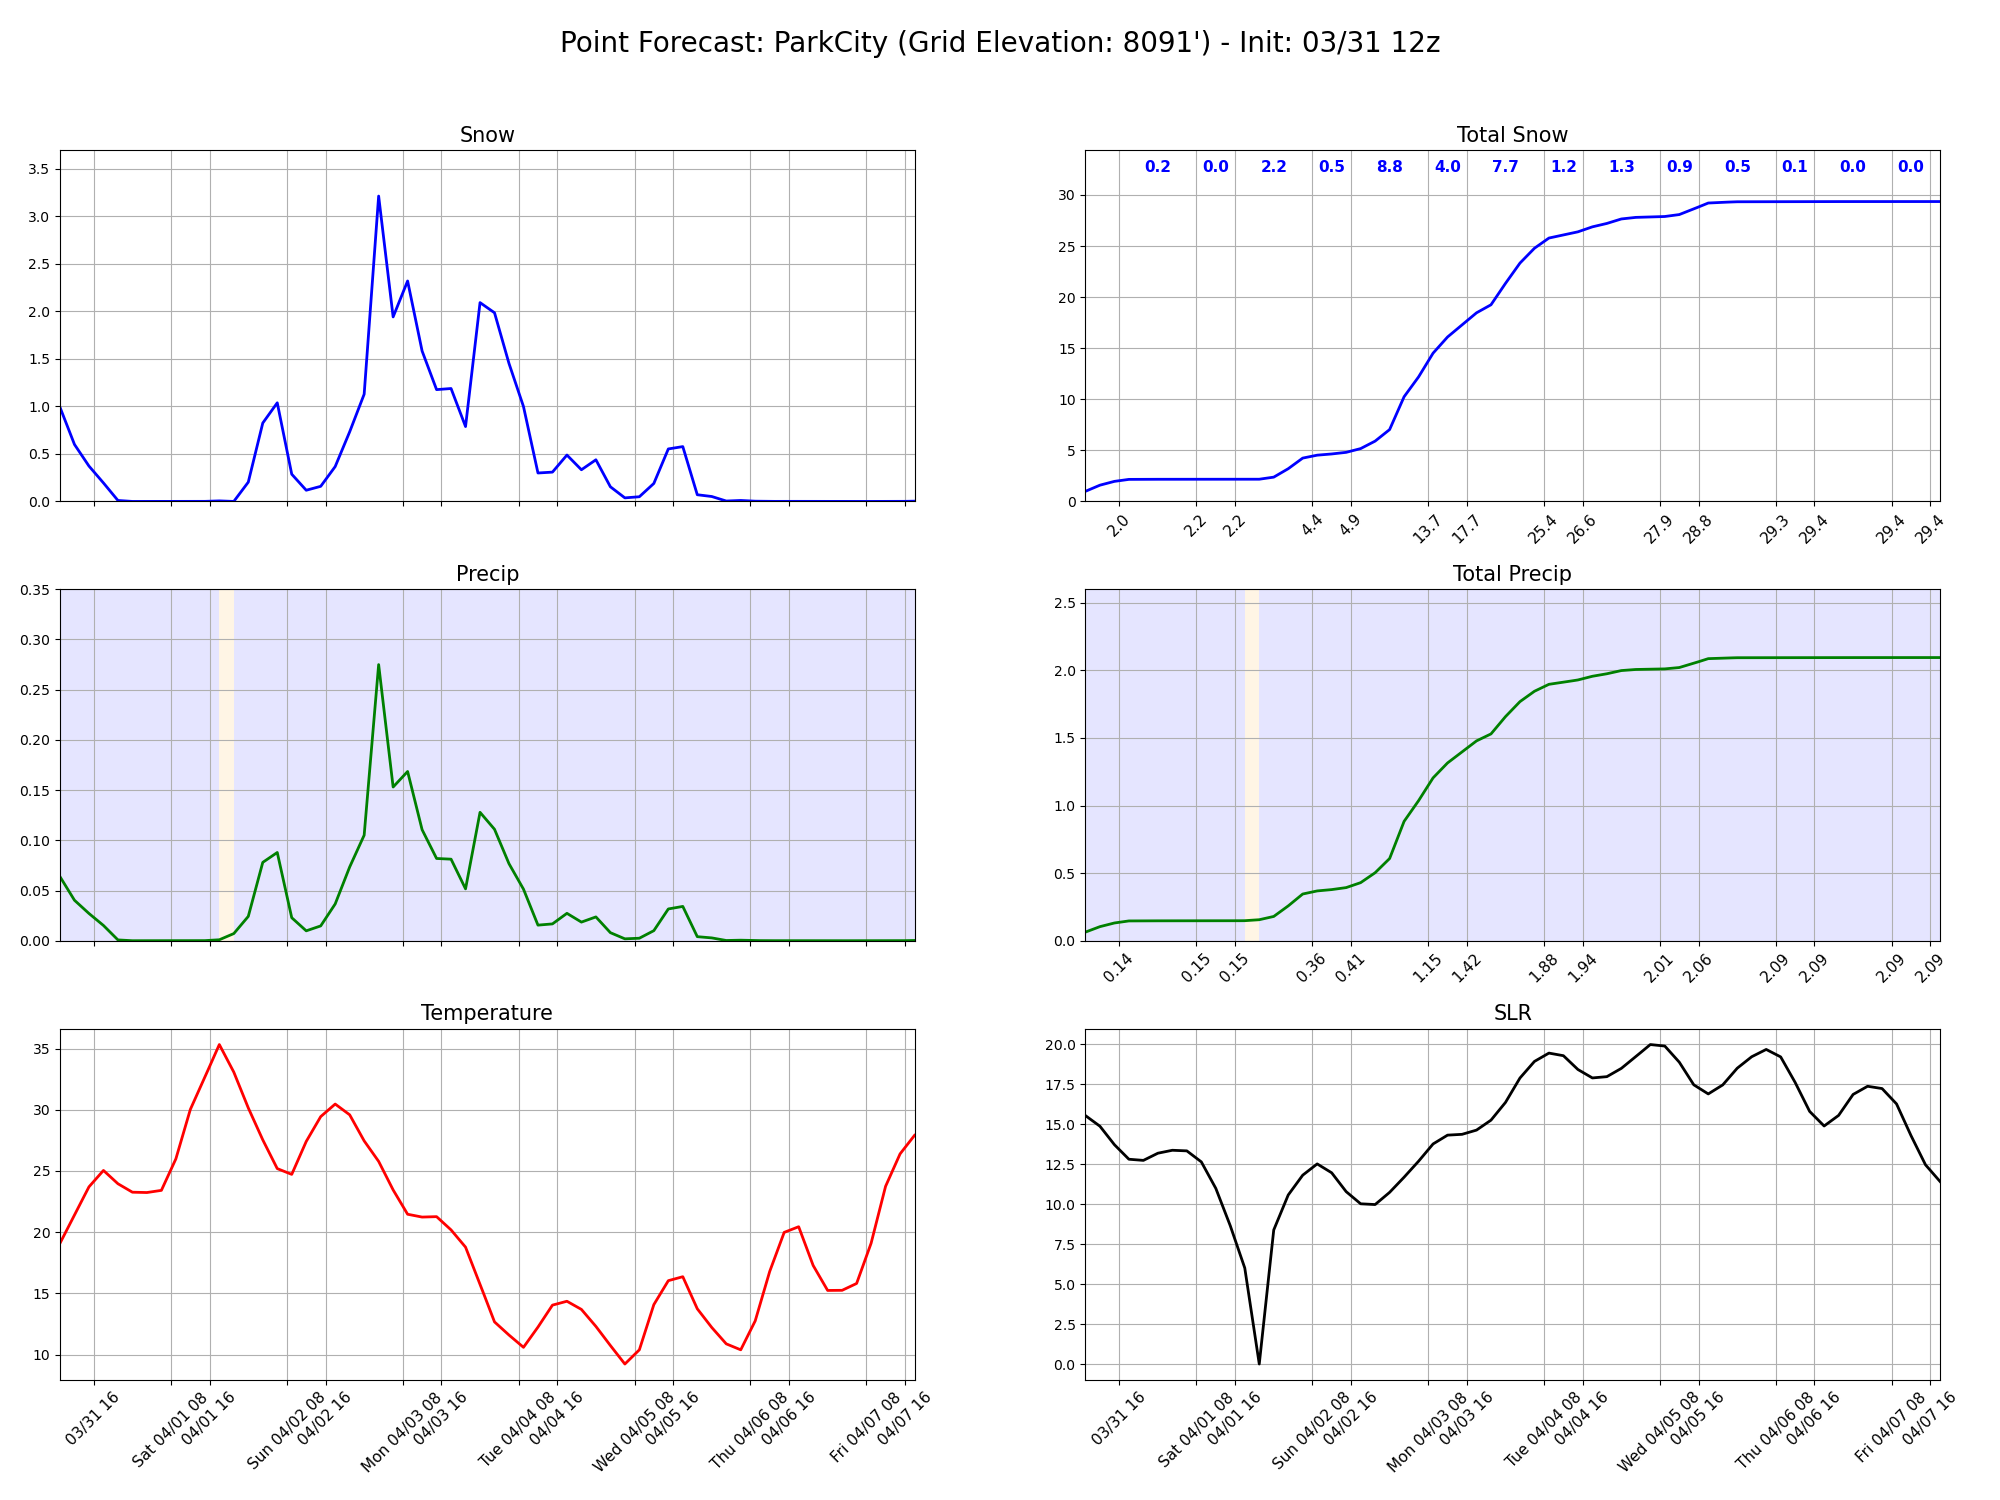 Point Forecast: ParkCity (Grid Elevation: 8091') - Init: 03/31 12z
Snow
3.5
3.0
2.5
2.0
1.5
1.0
0.5
0.0
Total Snow
0.2 0.0 2.2 0.5 8.8 4.0 7.7 1.2 1.3 0.9 0.5 0.1 0.0 0.0
30
25
20
15
10
5
0
2.0 2.2 2.2 4.4 4.9 13.7 17.7 25.4 26.6 27.9 28.8 29.3 29.4 29.4 29.4
Precip
0.35
0.30
0.25
0.20
0.15
0.10
0.05
0.00
Total Precip
2.5
2.0
1.5
1.0
0.5
0.0
0.14 0.15 0.15 0.36 0.41 1.15 1.42 1.88 1.94 2.01 2.06 2.09 2.09 2.09 2.09
Temperature
35
30
25
20
15
10
03/31 16
Sat 04/01 08
04/01 16
Sun 04/02 08
04/02 16
Mon 04/03 08
04/03 16
Tue 04/04 08
04/04 16
Wed 04/05 08
04/05 16
Thu 04/06 08
04/06 16
Fri 04/07 08
04/07 16
SLR
20.0
17.5
15.0
12.5
10.0
7.5
5.0
2.5
0.0
03/31 16
Sat 04/01 08
04/01 16
Sun 04/02 08
04/02 16
Mon 04/03 08
04/03 16
Tue 04/04 08
04/04 16
Wed 04/05 08
04/05 16
Thu 04/06 08
04/06 16
Fri 04/07 08
04/07 16